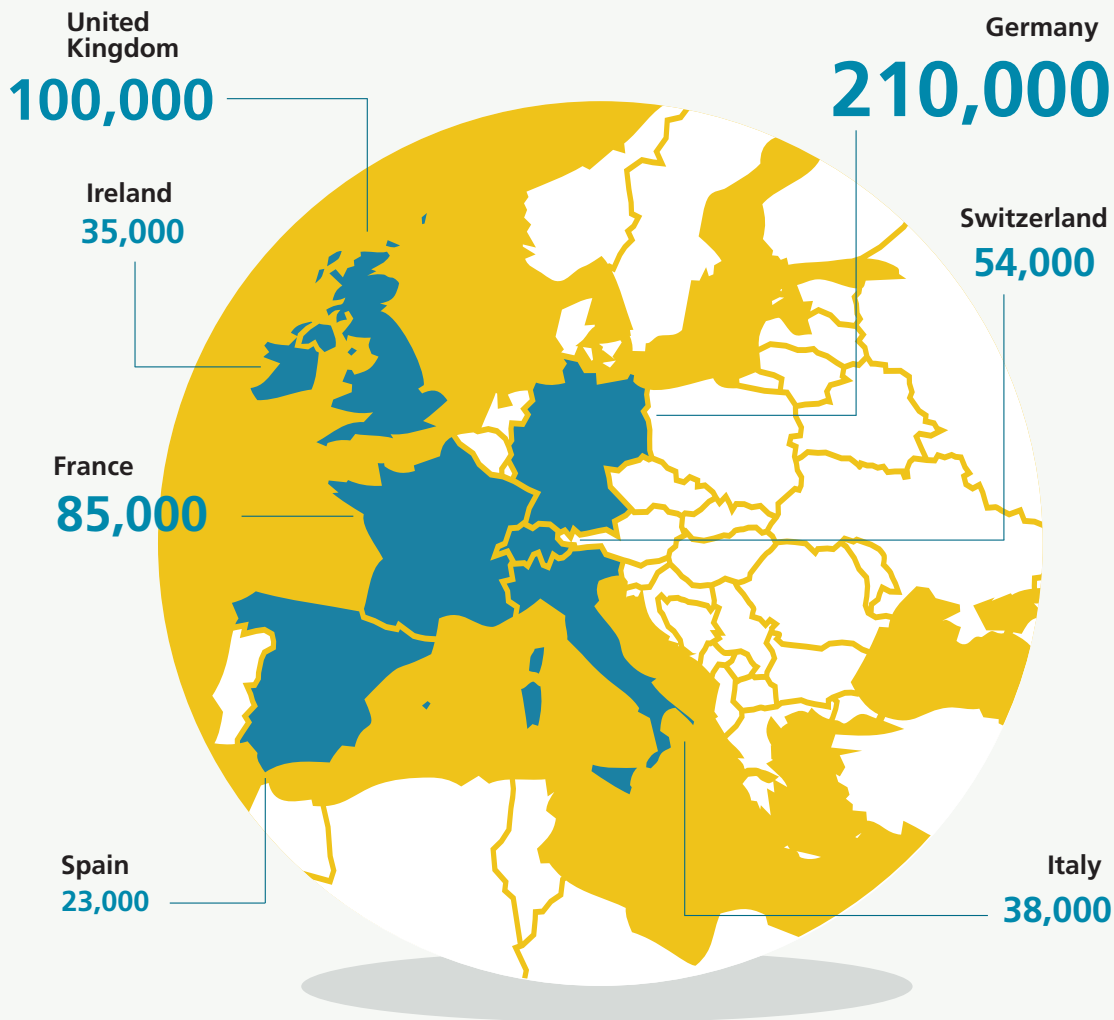 United
Kingdom
100,000
Germany
210,000
Ireland
35,000
Switzerland
54,000
France
85,000
Spain
23,000
Italy
38,000